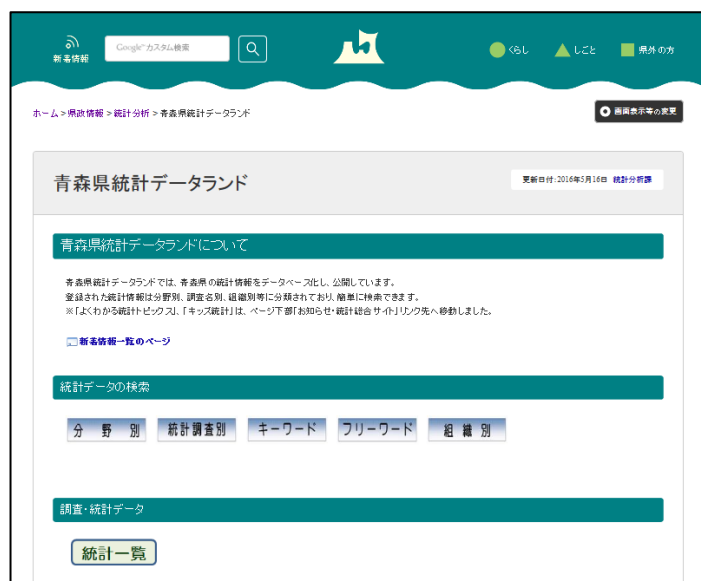 新着情報
Google カスタム検索
くらし
しごと
県外の方
ホーム > 県政情報 > 統計分析 > 青森県統計データランド
画面表示等の変更
青森県統計データランド
更新日付:2016年5月16日 統計分析課
青森県統計データランドについて
青森県統計データランドでは、青森県の統計情報をデータベース化し、公開しています。
登録された統計情報は分野別、調査名別、組織別等に分類されており、簡単に検索できます。
※「よくわかる統計トピックス」、「キッズ統計」は、ページ下部「お知らせ・統計総合サイト」リンク先へ移動しました。
新着情報一覧のページ
統計データの検索
分野別 統計調査別 キーワード フリーワード 組織別
調査・統計データ
統計一覧